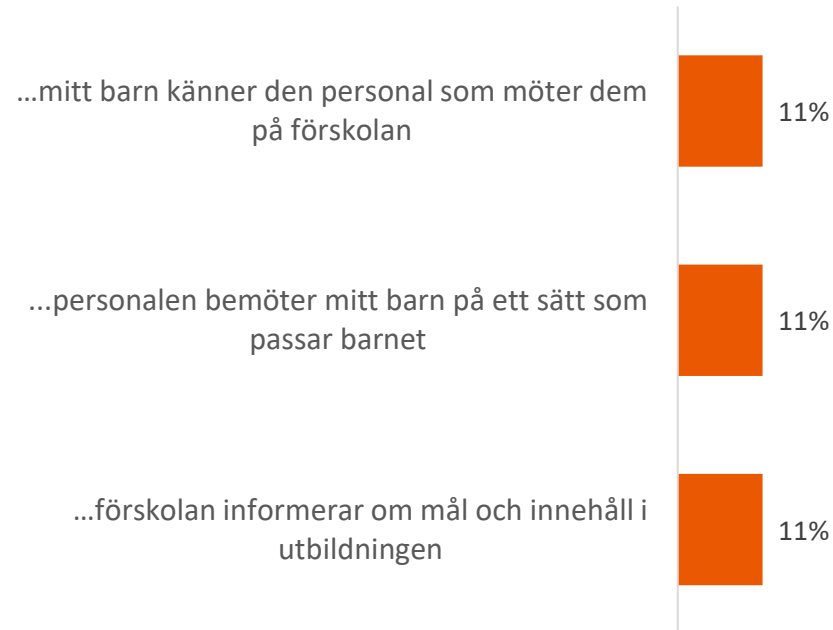 …mitt barn känner den personal som möter dem
på förskolan
11%
...personalen bemöter mitt barn på ett sätt som
passar barnet
11%
…förskolan informerar om mål och innehåll i
utbildningen
11%